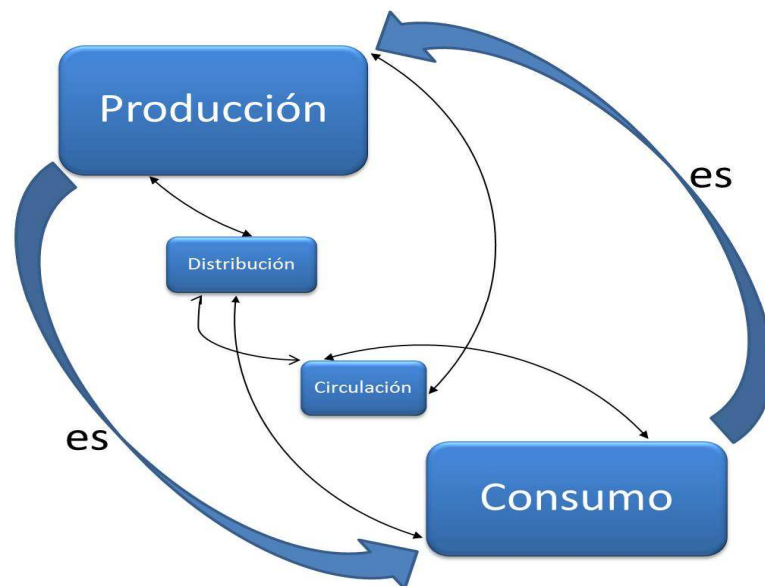 Producción
es
Distribución
Circulación
es
Consumo